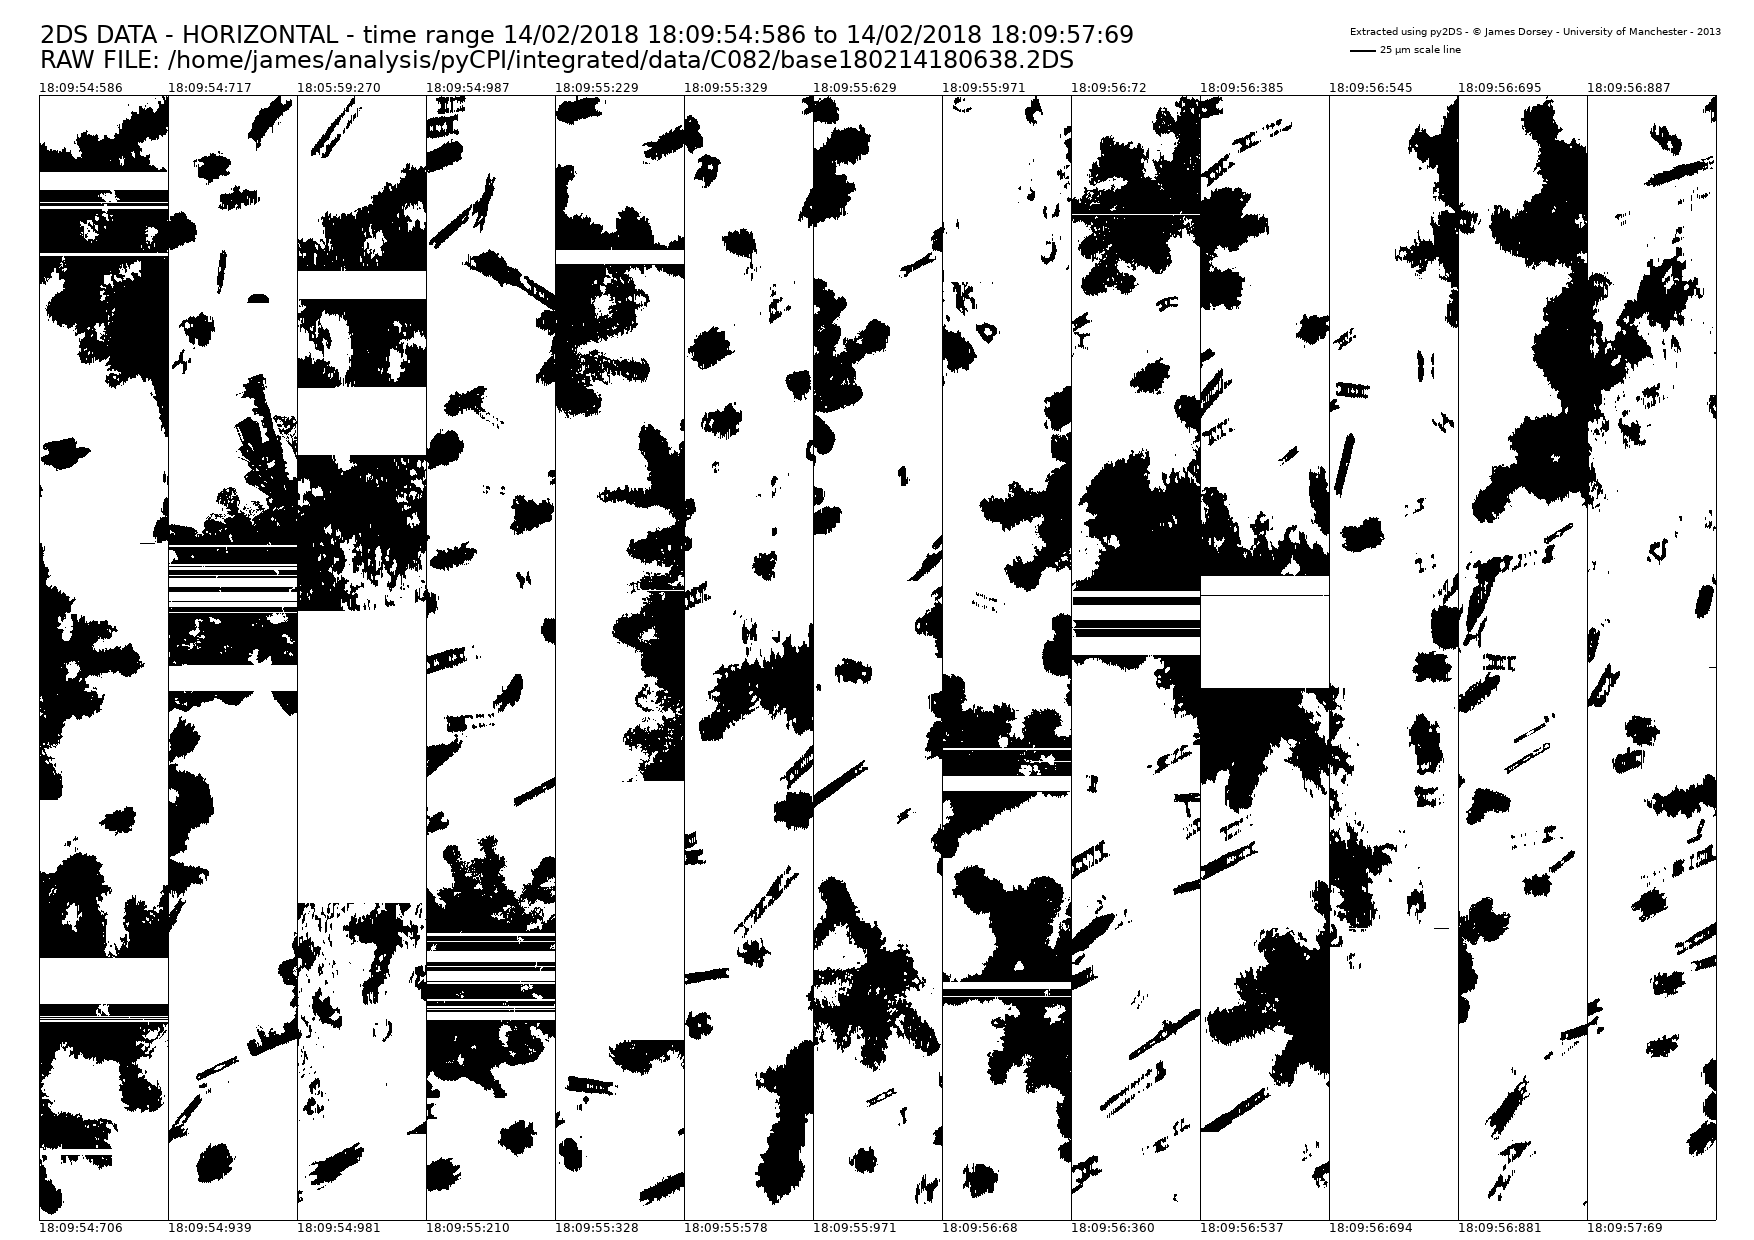 2DS DATA - HORIZONTAL - time range 14/02/2018 18:09:54:586 to 14/02/2018 18:09:57:69
RAW FILE: /home/james/analysis/pyCPI/integrated/data/C082/base180214180638.2DS
Extracted using py2DS - © James Dorsey - University of Manchester - 2013
25 μm scale line
18:09:54:586 18:09:54:717 18:05:59:270 18:09:54:987 18:09:55:229 18:09:55:329 18:09:55:629 18:09:55:971 18:09:56:72 18:09:56:385 18:09:56:545 18:09:56:695 18:09:56:887
18:09:54:706 18:09:54:939 18:09:54:981 18:09:55:210 18:09:55:328 18:09:55:578 18:09:55:971 18:09:56:68 18:09:56:360 18:09:56:537 18:09:56:694 18:09:56:881 18:09:57:69